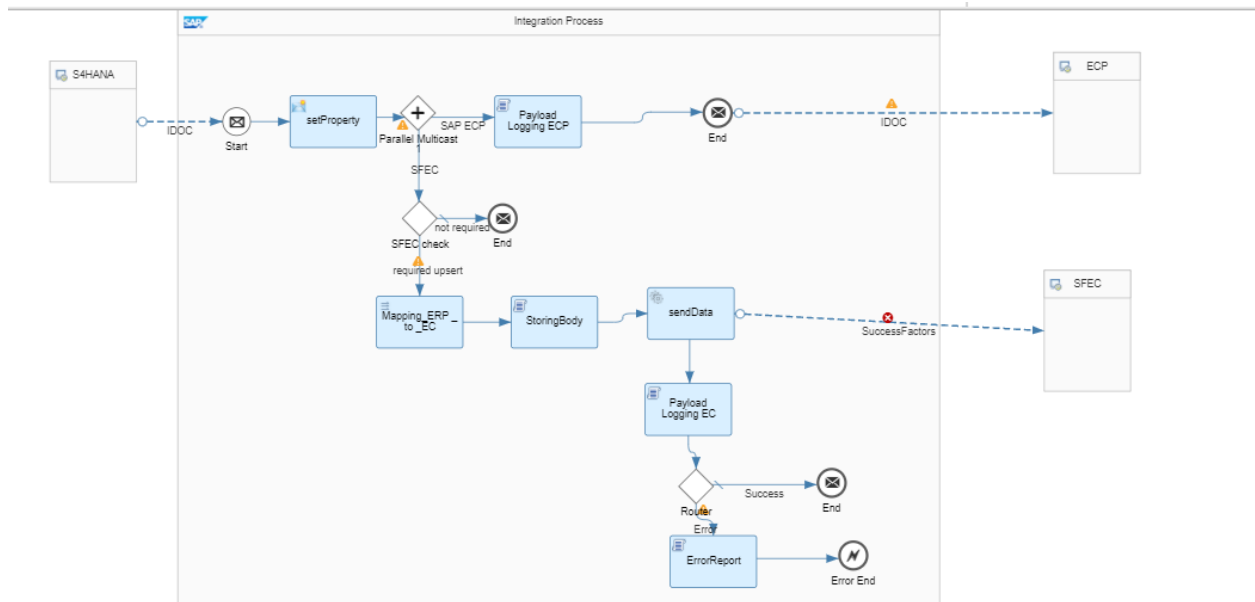 SAP
Integration Process
S4HANA
ECP
IDOC
Start
setProperty
Parallel Multicast
1
SAP ECP
Payload
Logging ECP
End
IDOC
SFEC
SFEC check
not required
End
required upsert
SFEC
Mapping_ERP_
to_EC
StoringBody
sendData
SuccessFactors
Payload
Logging EC
Router
Success
End
Error
ErrorReport
Error End